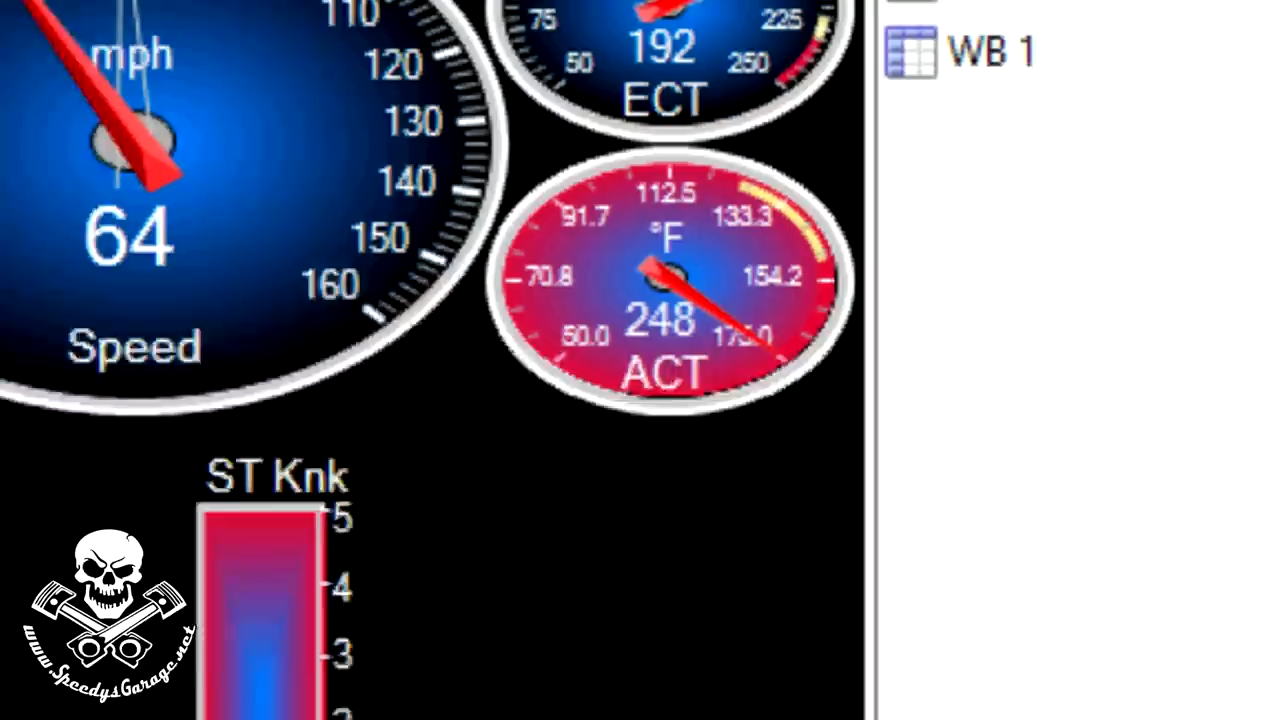 110
mph
120
130
140
150
160
64
Speed
75
225
192
50
250
ECT
112.5
91.7
133.3
°F
70.8
154.2
248
50.0
175.0
ACT
WB 1
ST Knk
5
4
3
www.SpeedysGarage.net